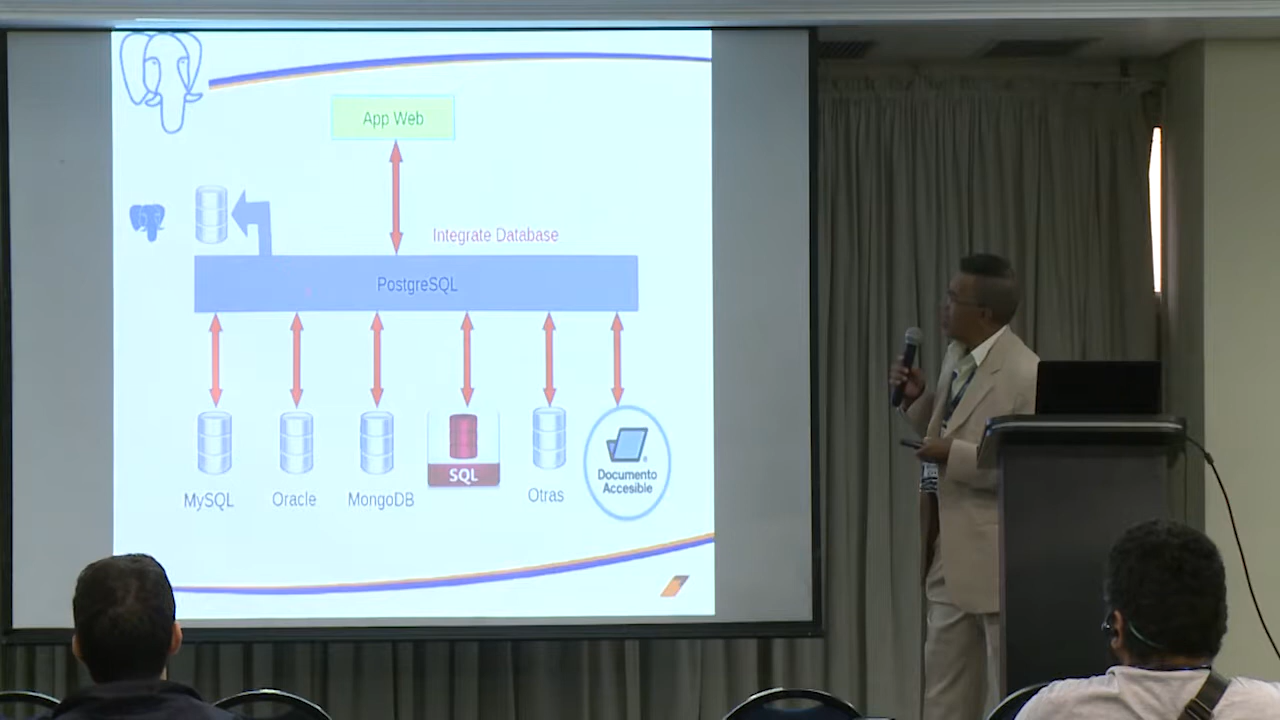 App Web
Integrate Database
PostgreSQL
MySQL
Oracle
MongoDB
SQL
Otras
Documento
Accesible